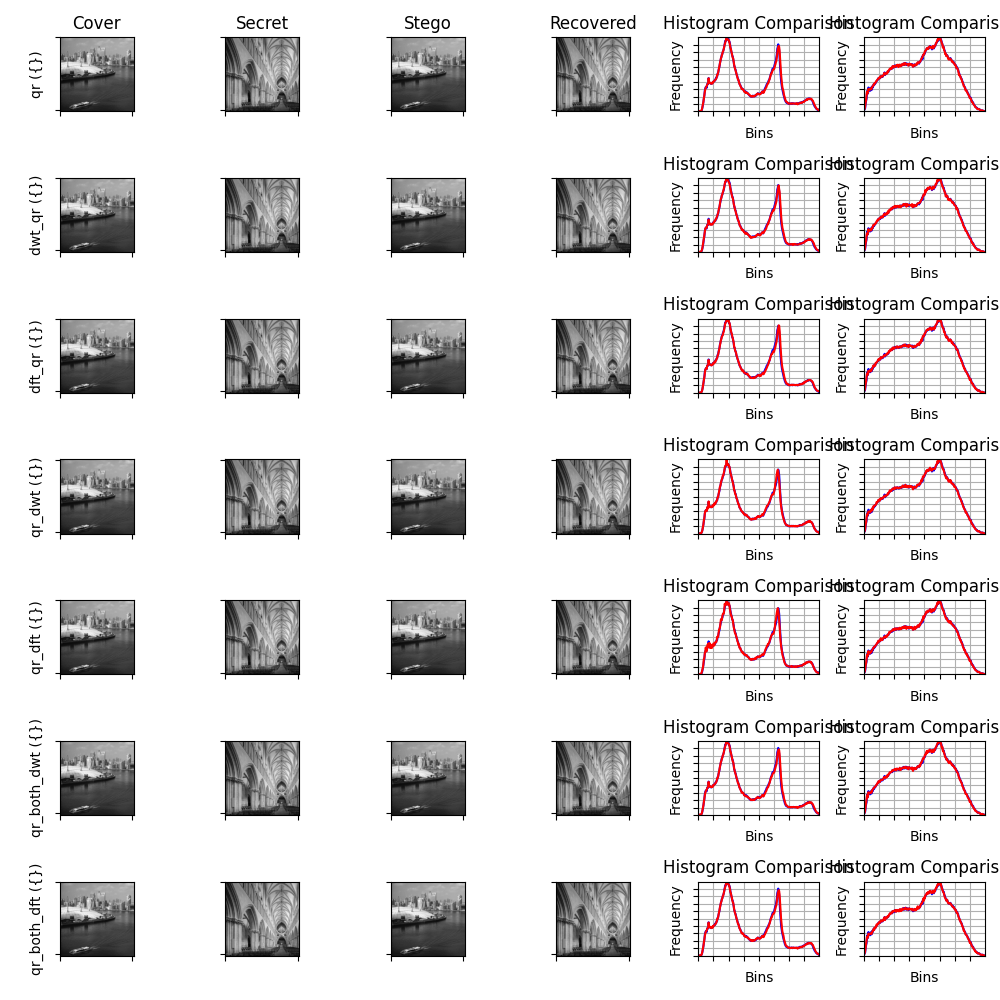 Cover Secret Stego Recovered Histogram Comparison Histogram Comparis
qr ({}) Frequency Frequency
Bins Bins
Histogram Comparison Histogram Comparis
dwt_qr ({}) Frequency Frequency
Bins Bins
Histogram Comparison Histogram Comparis
dft_qr ({}) Frequency Frequency
Bins Bins
Histogram Comparison Histogram Comparis
qr_dwt ({}) Frequency Frequency
Bins Bins
Histogram Comparison Histogram Comparis
qr_dft ({}) Frequency Frequency
Bins Bins
Histogram Comparison Histogram Comparis
qr_both_dwt ({}) Frequency Frequency
Bins Bins
Histogram Comparison Histogram Comparis
qr_both_dft ({}) Frequency Frequency
Bins Bins